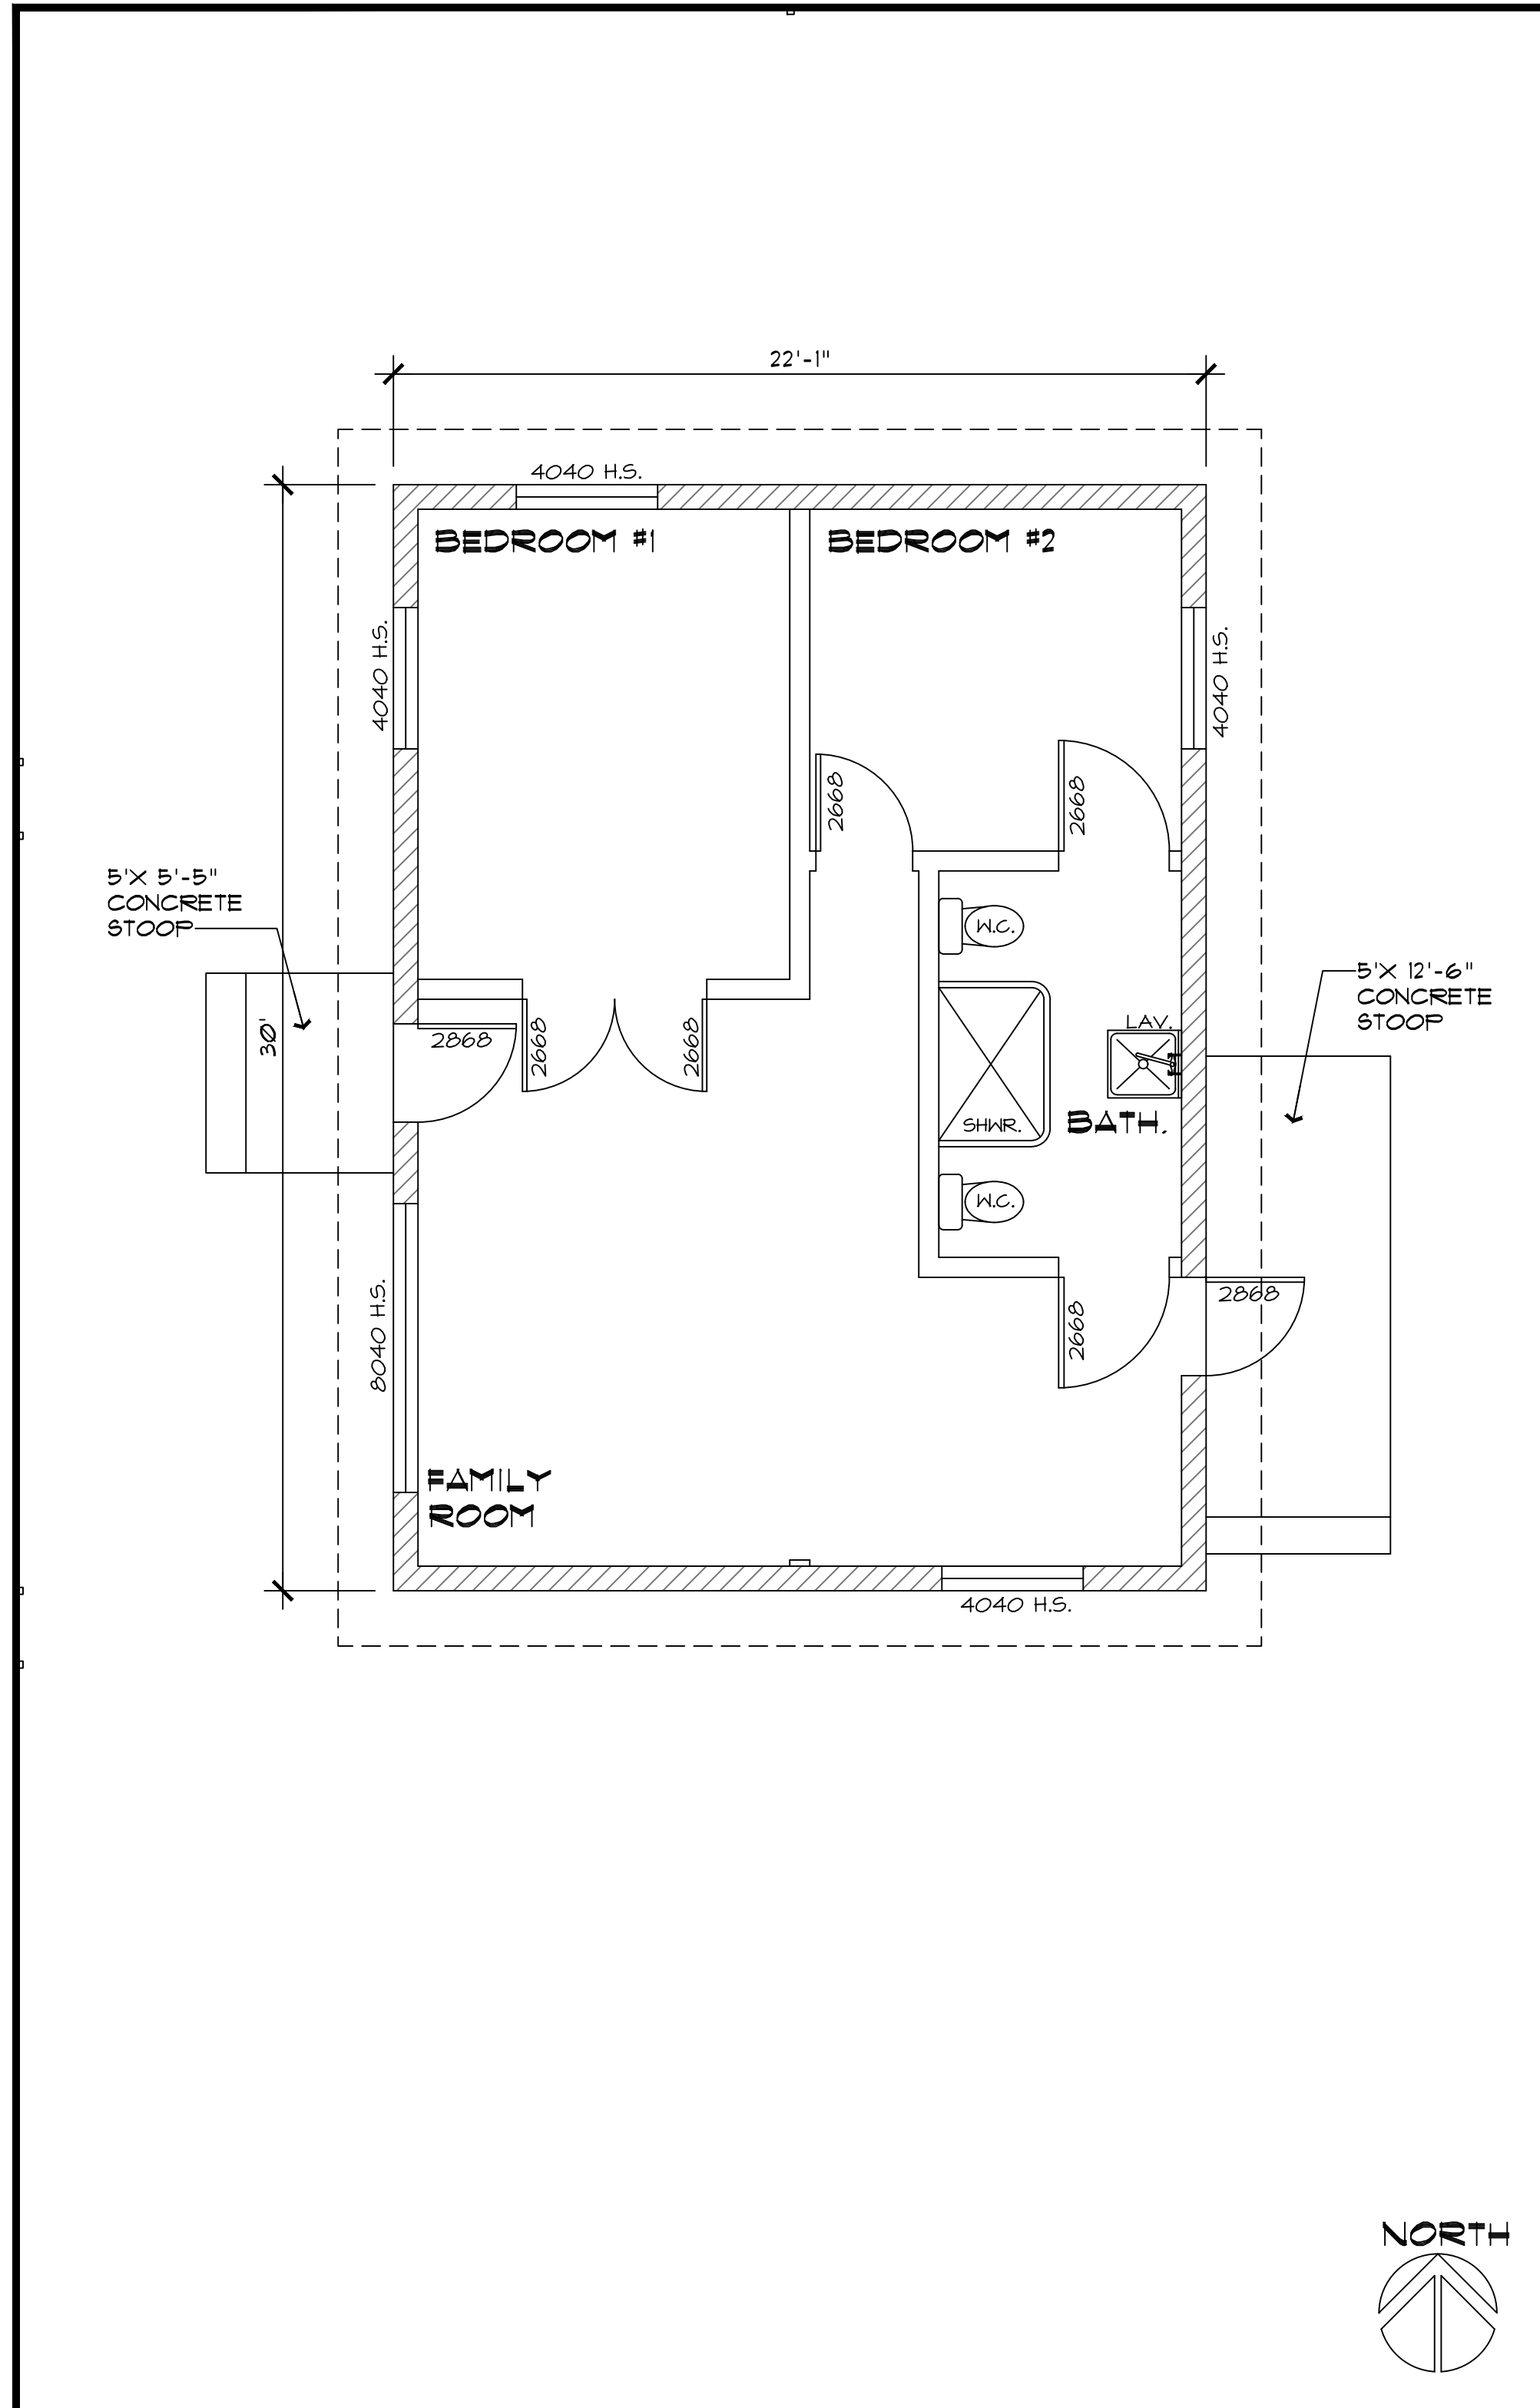 22'-1"
4040 H.S.
BEDROOM #1
BEDROOM #2
4040 H.S.
4040 H.S.
2668
2668
5'X 5'-5"
CONCRETE
STOOP
W.C.
5'X 12'-6"
CONCRETE
STOOP
30'
2868
2668
2668
LAV.
SHWR.
BATH.
W.C.
8040 H.S.
2668
2868
FAMILY
ROOM
4040 H.S.
NORTH